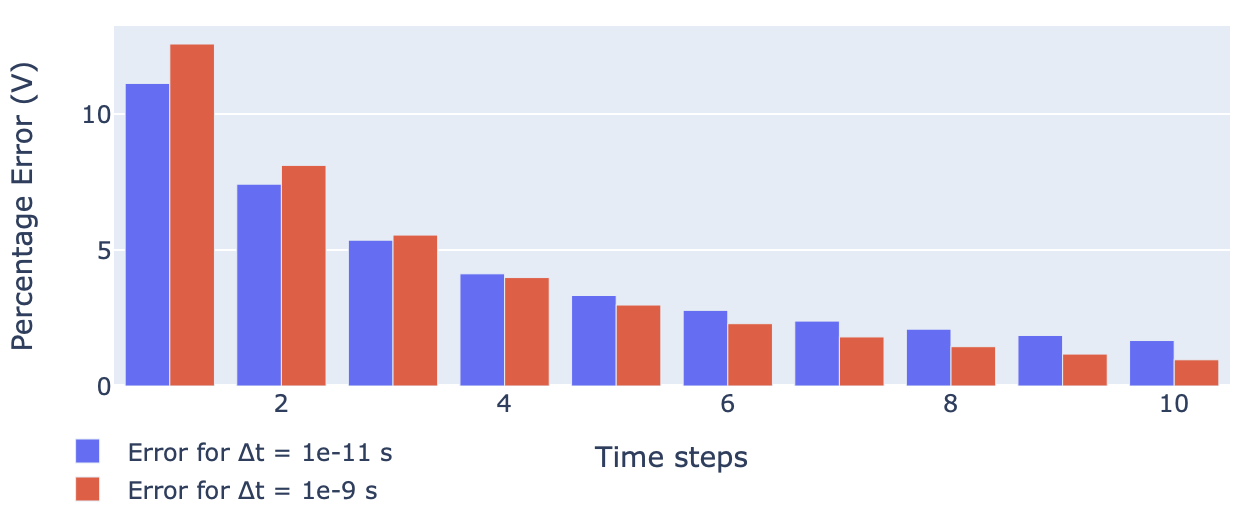 Percentage Error (V)
10
5
0
2 4 6 8 10
Time steps
Error for Δt = 1e-11 s
Error for Δt = 1e-9 s